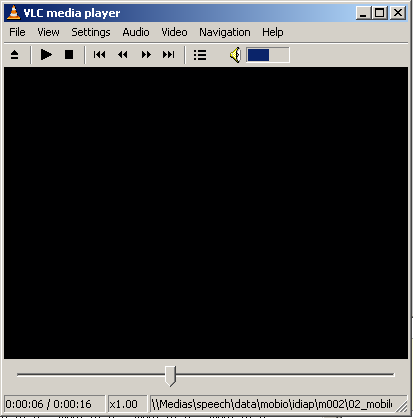 VLC media player
File View Settings Audio Video Navigation Help
0:00:06 / 0:00:16 x1.00 \\Medias\speech\data\mobio\idiap\m002\02_mobile